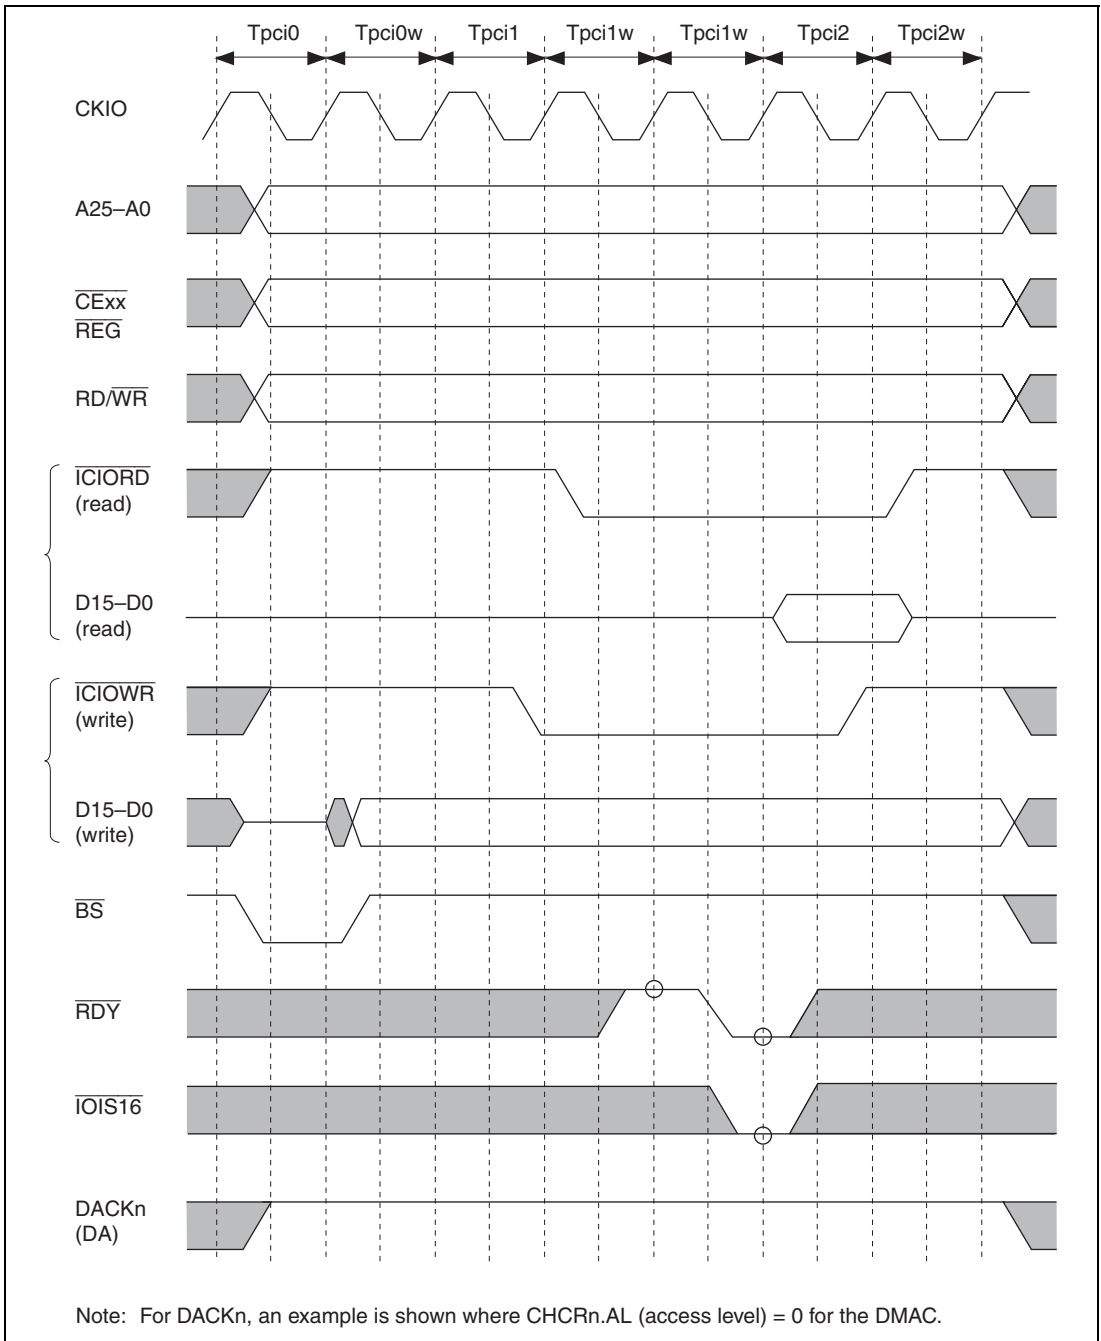 Tpci0 Tpci0w Tpci1 Tpci1w Tpci1w Tpci2 Tpci2w
CKIO
A25–A0
CExx
REG
RD/WR
ICIORD
(read)
D15–D0
(read)
ICIOWR
(write)
D15–D0
(write)
BS
RDY
IOIS16
DACKn
(DA)
Note: For DACKn, an example is shown where CHCRn.AL (access level) = 0 for the DMAC.